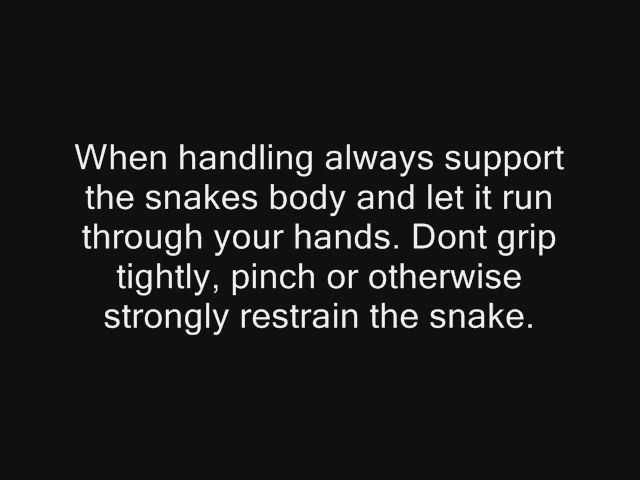 When handling always support
the snakes body and let it run
through your hands. Dont grip
tightly, pinch or otherwise
strongly restrain the snake.